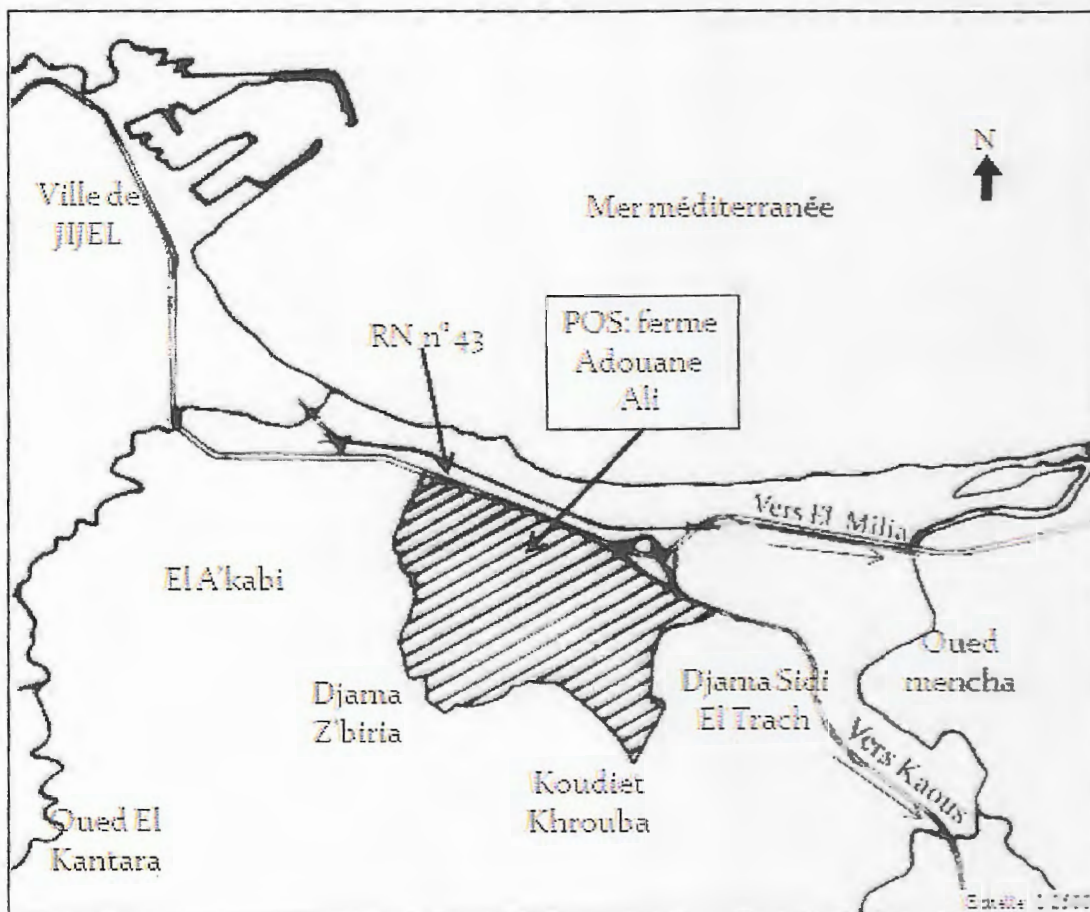 N
Ville de
JIJEL
Mer méditerranée
RN n° 43
POS: ferme
Adouane
Ali
Vers El Milia
El A'kabi
Oued
mencha
Djama
Z'biria
Djama Sidi
El Trach
Vers Kaous
Koudiet
Khrouba
Oued El
Kantara